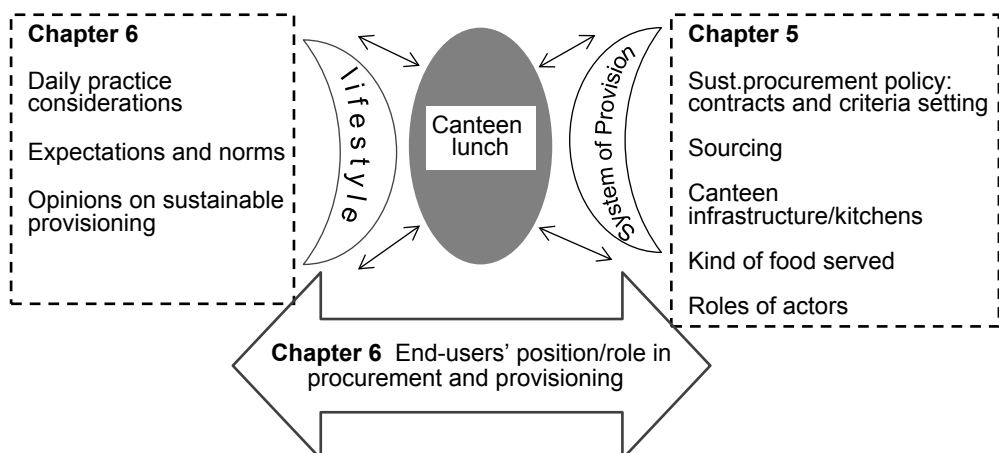 Chapter 6
Daily practice
considerations
Expectations and norms
Opinions on sustainable
provisioning
lifestyle
Canteen
lunch
System of Provision
Chapter 5
Sust.procurement policy:
contracts and criteria setting
Sourcing
Canteen
infrastructure/kitchens
Kind of food served
Roles of actors
Chapter 6 End-users' position/role in
procurement and provisioning